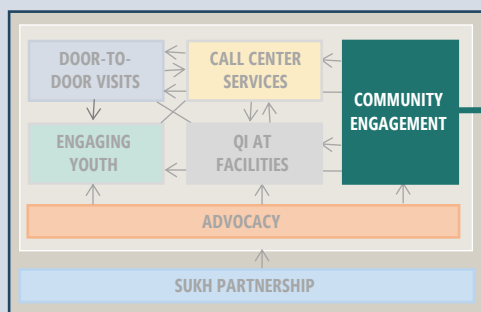 DOOR-TO-
DOOR VISITS
CALL CENTER
SERVICES
COMMUNITY
ENGAGEMENT
ENGAGING
YOUTH
QI AT
FACILITIES
ADVOCACY
SUKH PARTNERSHIP